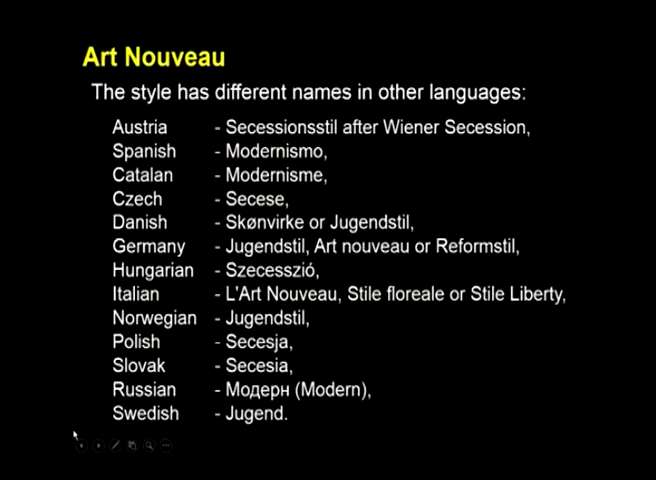 Art Nouveau
The style has different names in other languages:
Austria - Secessionsstil after Wiener Secession,
Spanish - Modernismo,
Catalan - Modernisme,
Czech - Secese,
Danish - Skønvirke or Jugendstil,
Germany - Jugendstil, Art nouveau or Reformstil,
Hungarian - Szecesszió,
Italian - L'Art Nouveau, Stile floreale or Stile Liberty,
Norwegian - Jugendstil,
Polish - Secesja,
Slovak - Secesia,
Russian - Модерн (Modern),
Swedish - Jugend.